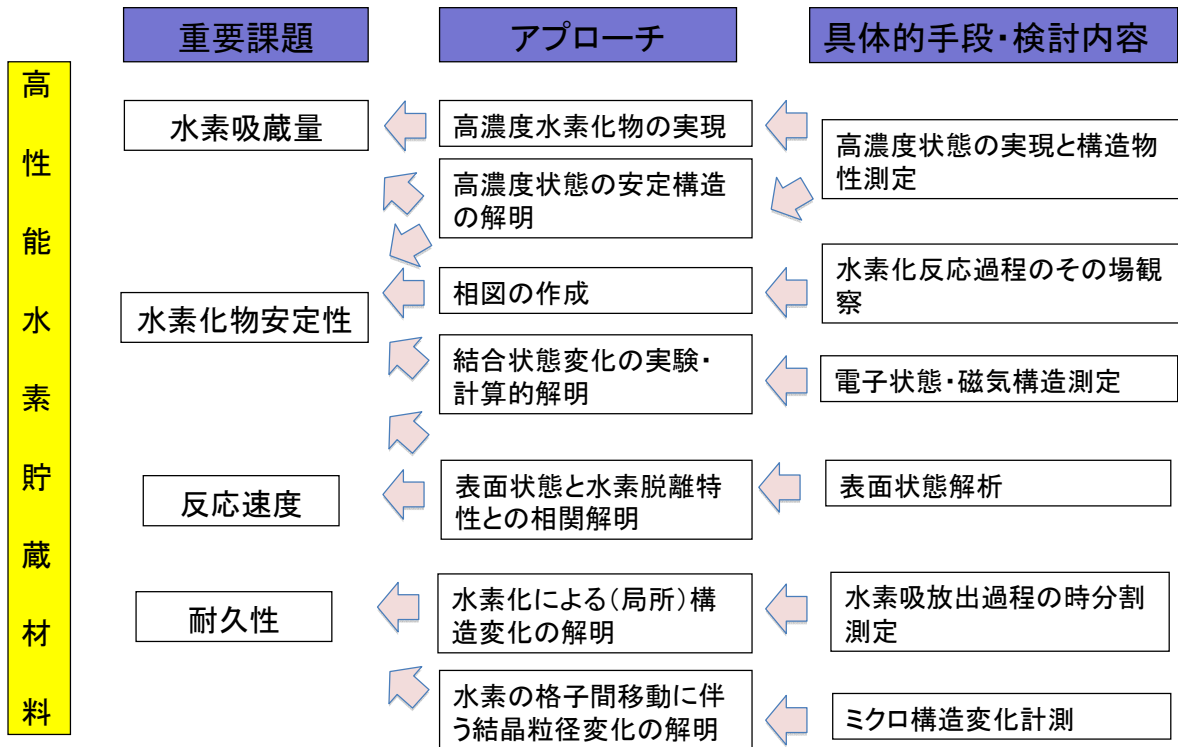 重要課題
アプローチ
具体的手段・検討内容
高
性
能
水
素
貯
蔵
材
料
水素吸蔵量
高濃度水素化物の実現
高濃度状態の実現と構造物
性測定
高濃度状態の安定構造
の解明
水素化物安定性
相図の作成
水素化反応過程のその場観
察
結合状態変化の実験・
計算的解明
電子状態・磁気構造測定
反応速度
表面状態と水素脱離特
性との相関解明
表面状態解析
耐久性
水素化による(局所)構
造変化の解明
水素吸放出過程の時分割
測定
水素の格子間移動に伴
う結晶粒径変化の解明
ミクロ構造変化計測